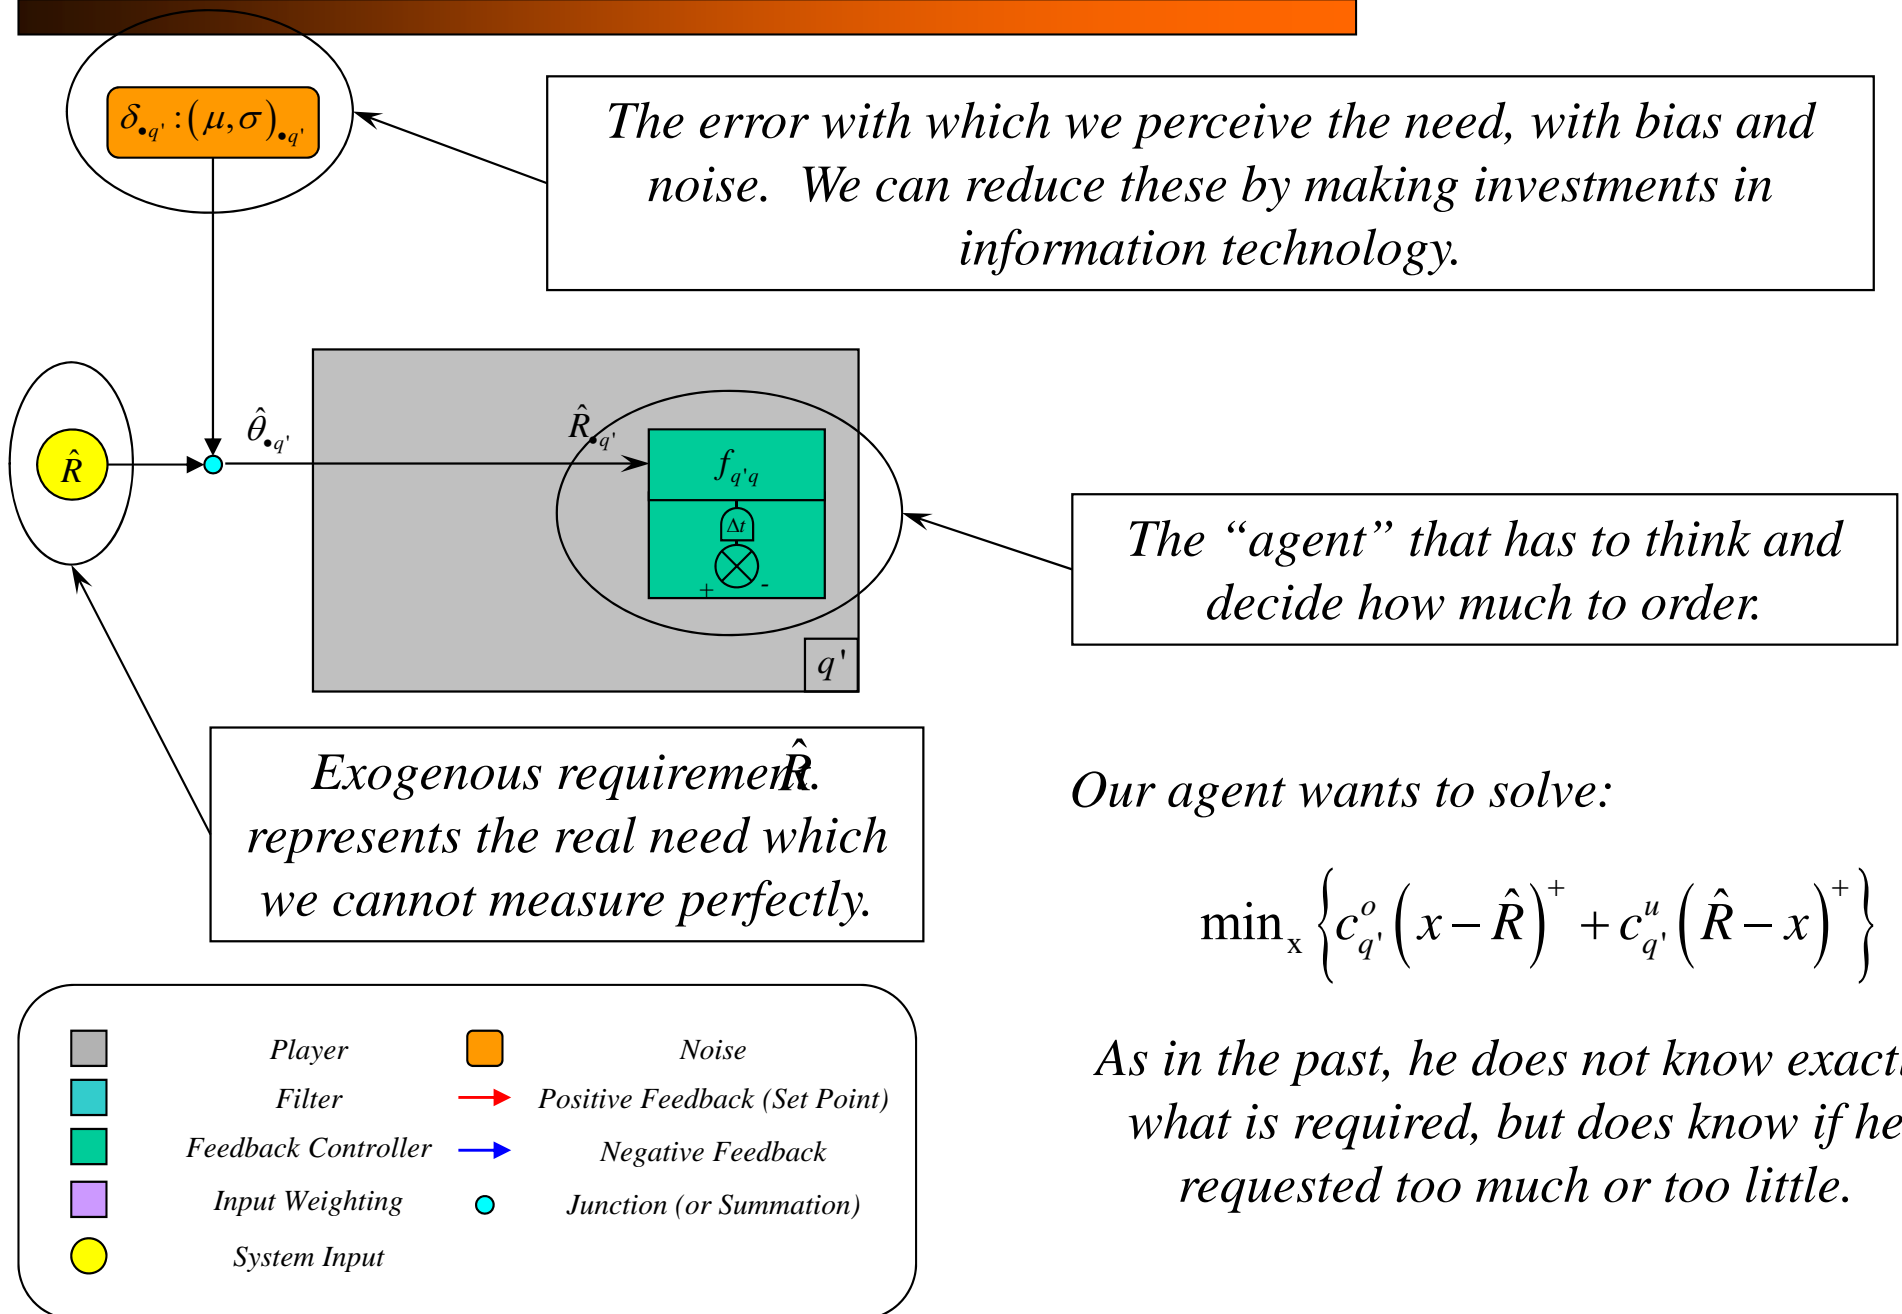 δ•q' : (μ,σ)•q'
The error with which we perceive the need, with bias and
noise. We can reduce these by making investments in
information technology.
θ̂•q'
R̂•q'
R̂
f q'q
Δt
+ -
The “agent” that has to think and
decide how much to order.
q'
Exogenous requirement. R̂
represents the real need which
we cannot measure perfectly.
Our agent wants to solve:
min x { c^o_q' ( x − R̂ )^+ + c^u_q' ( R̂ − x )^+ }
As in the past, he does not know exactl
what is required, but does know if he
requested too much or too little.
Player
Noise
Filter
Positive Feedback (Set Point)
Feedback Controller
Negative Feedback
Input Weighting
Junction (or Summation)
System Input